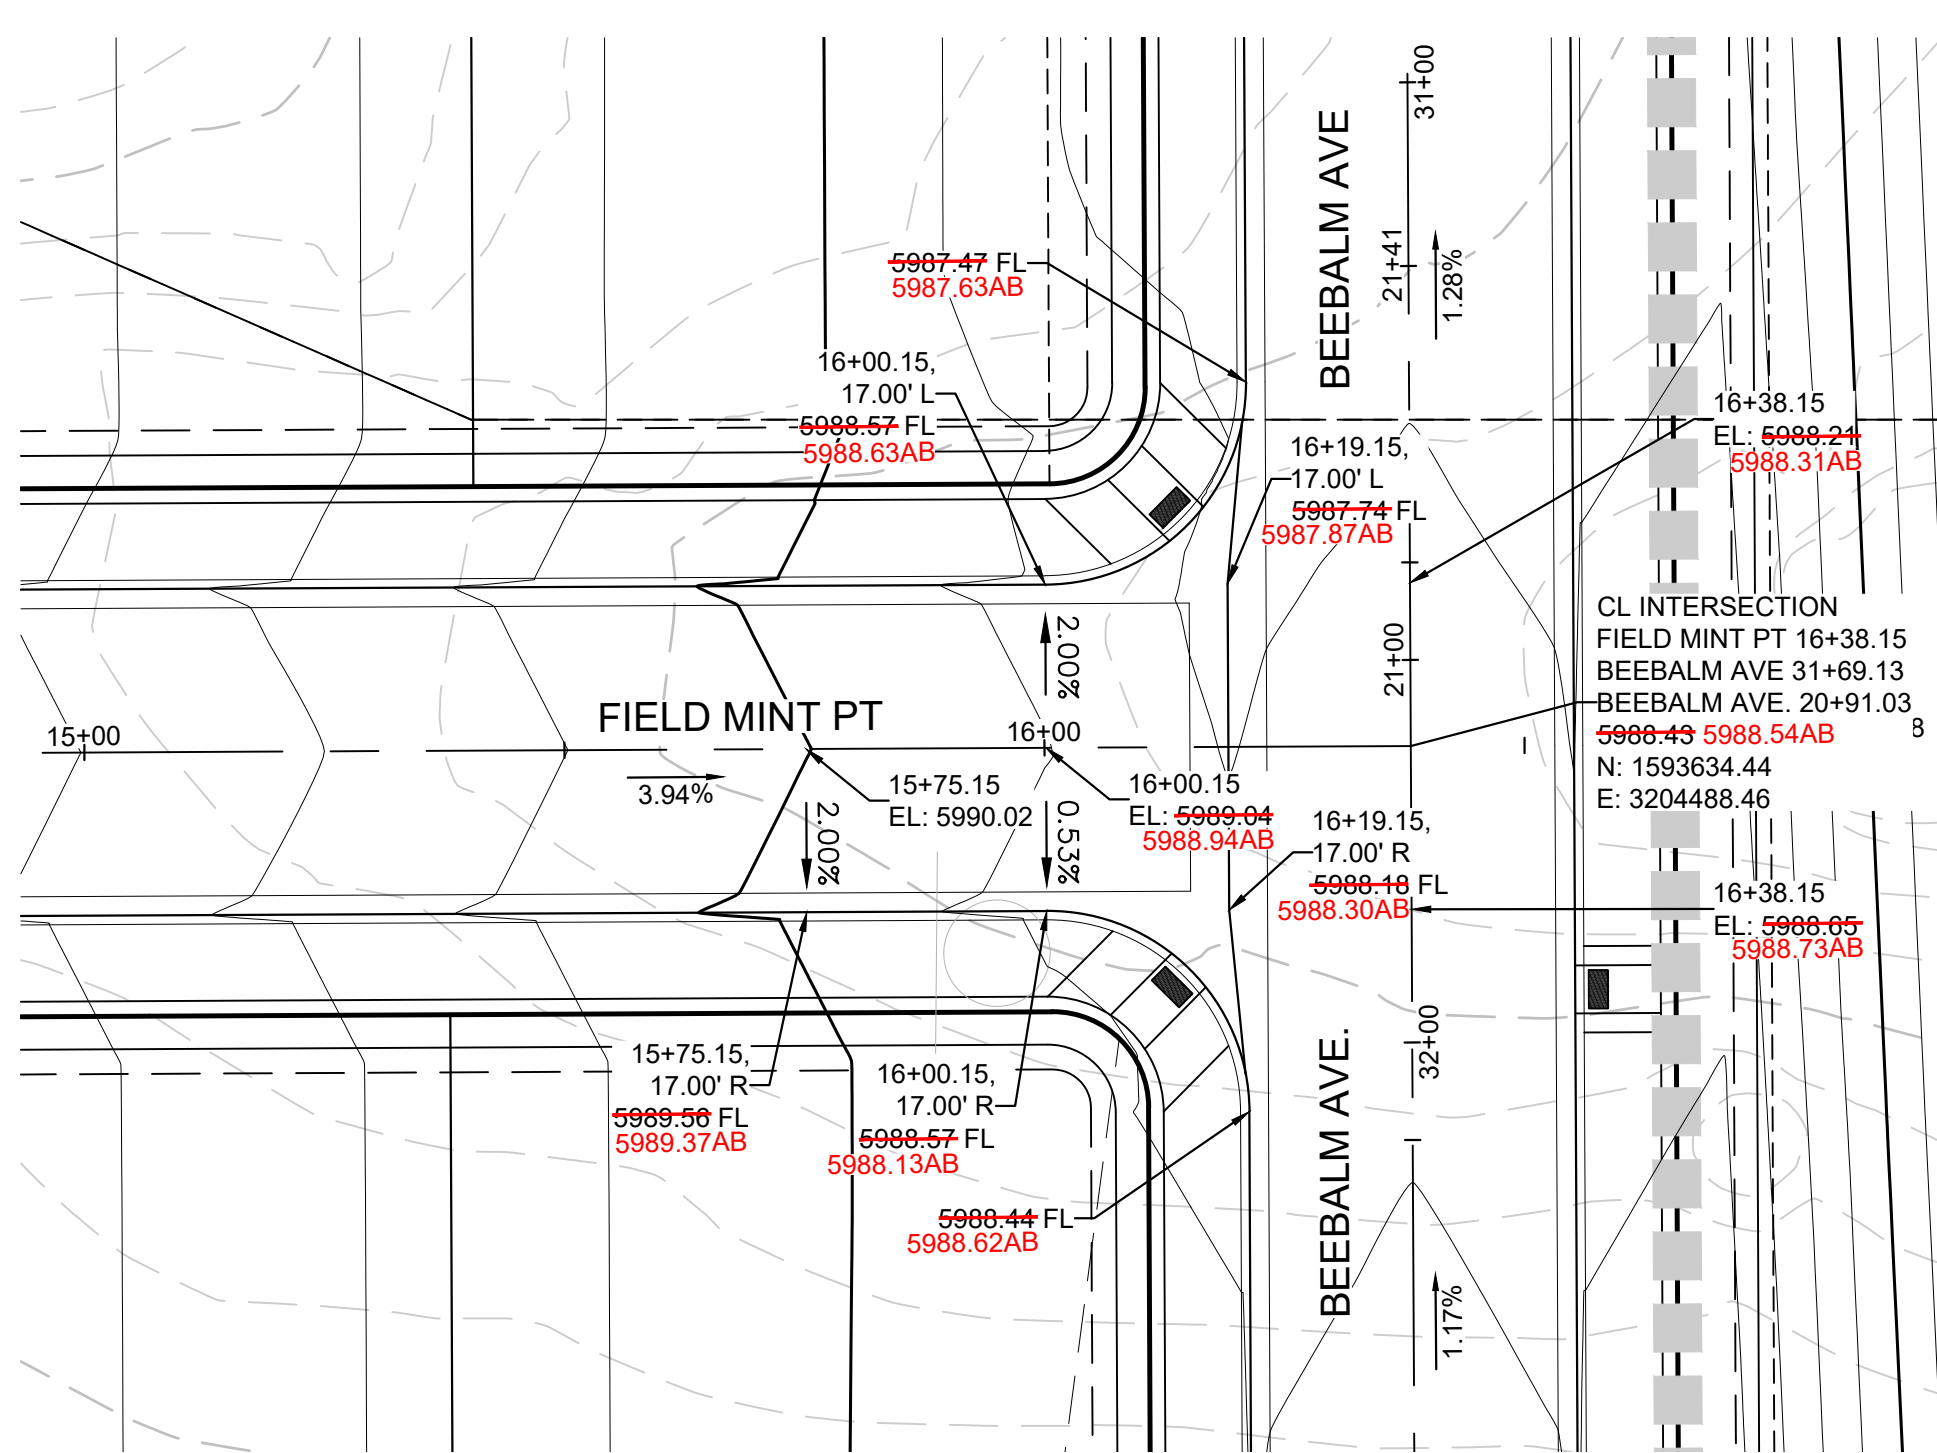 31+00
BEEBALM AVE
21+41
1.28%
5987.47 FL
5987.63AB
16+00.15,
17.00' L
5988.57 FL
5988.63AB
16+38.15
EL: 5988.21
5988.31AB
16+19.15,
17.00' L
5987.74 FL
5987.87AB
CL INTERSECTION
FIELD MINT PT 16+38.15
BEEBALM AVE 31+69.13
BEEBALM AVE. 20+91.03
5988.43 5988.54AB
8
N: 1593634.44
E: 3204488.46
21+00
2.00%
FIELD MINT PT
15+00
16+00
3.94%
15+75.15
EL: 5990.02
2.00%
0.53%
16+00.15
EL: 5989.04
5988.94AB
16+19.15,
17.00' R
5988.18 FL
5988.30AB
16+38.15
EL: 5988.65
5988.73AB
32+00
15+75.15,
17.00' R
5989.56 FL
5989.37AB
16+00.15,
17.00' R
5988.57 FL
5988.13AB
5988.44 FL
5988.62AB
BEEBALM AVE.
1.17%